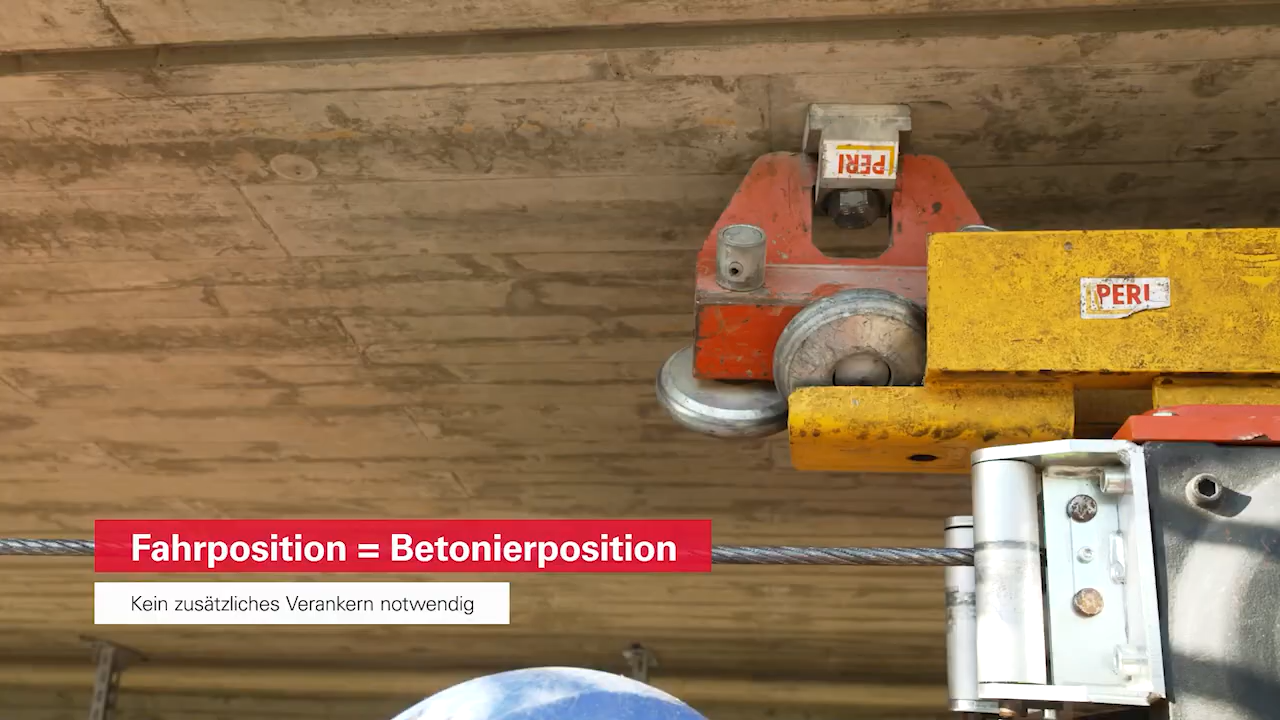 PERI
PERI
Fahrposition = Betonierposition
Kein zusätzliches Verankern notwendig